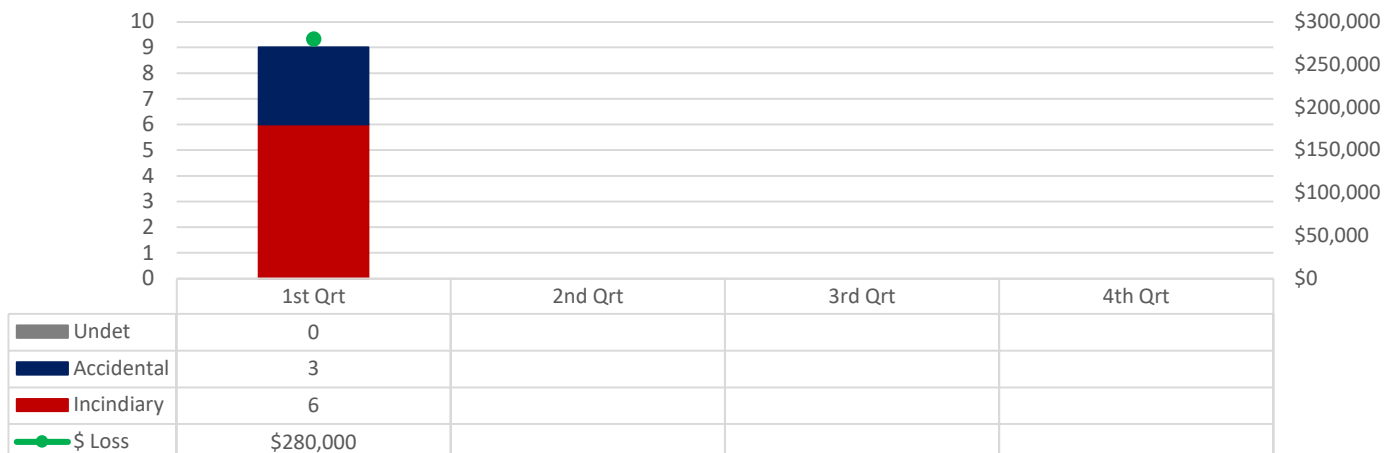 10 $300,000
9 $250,000
8
7 $200,000
6
5 $150,000
4 $100,000
3
2 $50,000
1
0 $0
1st Qrt 2nd Qrt 3rd Qrt 4th Qrt
Undet 0
Accidental 3
Incindiary 6
$ Loss $280,000